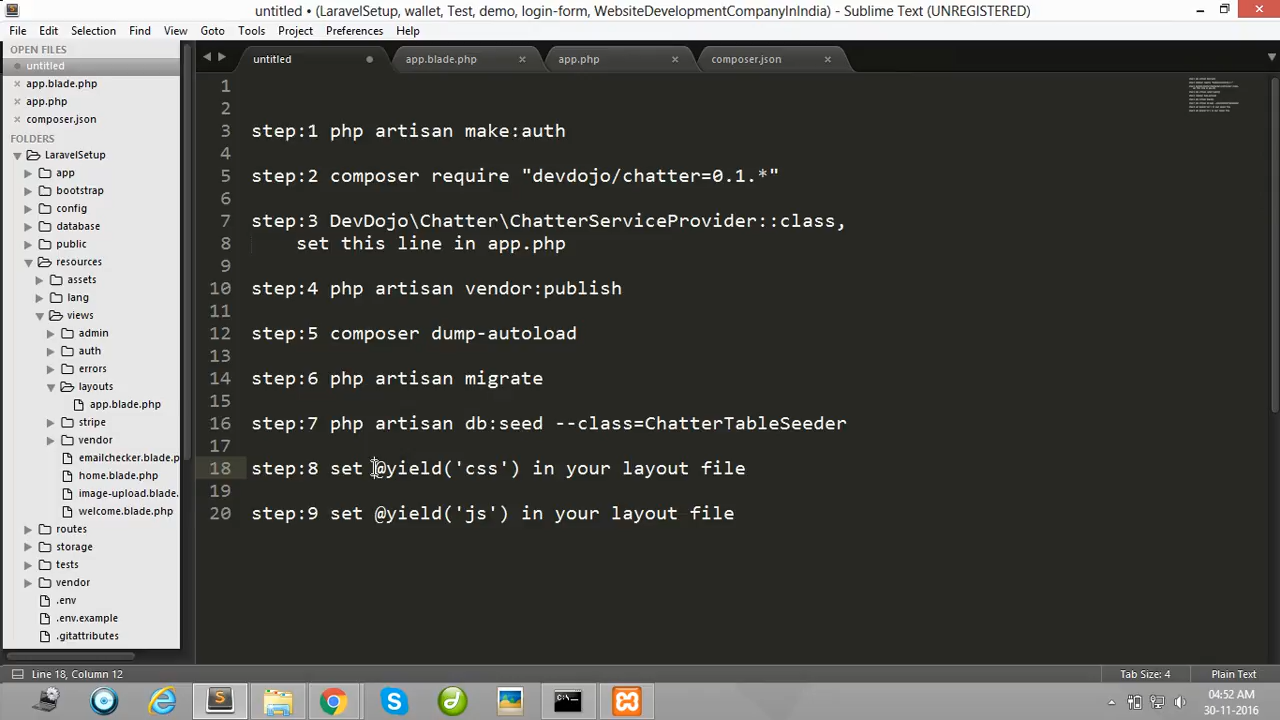 untitled • (LaravelSetup, wallet, Test, demo, login-form, WebsiteDevelopmentCompanyInIndia) - Sublime Text (UNREGISTERED)
File Edit Selection Find View Goto Tools Project Preferences Help
OPEN FILES
untitled
app.blade.php
app.php
composer.json
FOLDERS
LaravelSetup
app
bootstrap
config
database
public
resources
assets
lang
views
admin
auth
errors
layouts
app.blade.php
stripe
vendor
emailchecker.blade.p
home.blade.php
image-upload.blade.
welcome.blade.php
routes
storage
tests
vendor
.env
.env.example
.gitattributes
untitled app.blade.php app.php composer.json
1
2
3 step:1 php artisan make:auth
4
5 step:2 composer require "devdojo/chatter=0.1.*"
6
7 step:3 DevDojo\Chatter\ChatterServiceProvider::class,
8 set this line in app.php
9
10 step:4 php artisan vendor:publish
11
12 step:5 composer dump-autoload
13
14 step:6 php artisan migrate
15
16 step:7 php artisan db:seed --class=ChatterTableSeeder
17
18 step:8 set @yield('css') in your layout file
19
20 step:9 set @yield('js') in your layout file
Line 18, Column 12 Tab Size: 4 Plain Text
04:52 AM
30-11-2016